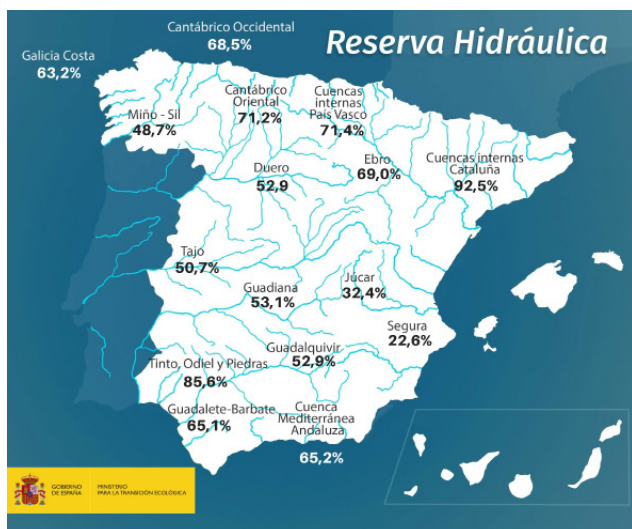 Reserva Hidráulica
Cantábrico Occidental
68,5%
Galicia Costa
63,2%
Miño - Sil
48,7%
Cantábrico
Oriental
71,2%
Cuencas
internas
País Vasco
71,4%
Duero
52,9
Ebro
69,0%
Cuencas internas
Cataluña
92,5%
Tajo
50,7%
Guadiana
53,1%
Júcar
32,4%
Segura
22,6%
Guadalquivir
52,9%
Tinto, Odiel y Piedras
85,6%
Guadalete-Barbate
65,1%
Cuenca
Mediterránea
Andaluza
65,2%
GOBIERNO
DE ESPAÑA
MINISTERIO
PARA LA TRANSICIÓN ECOLÓGICA